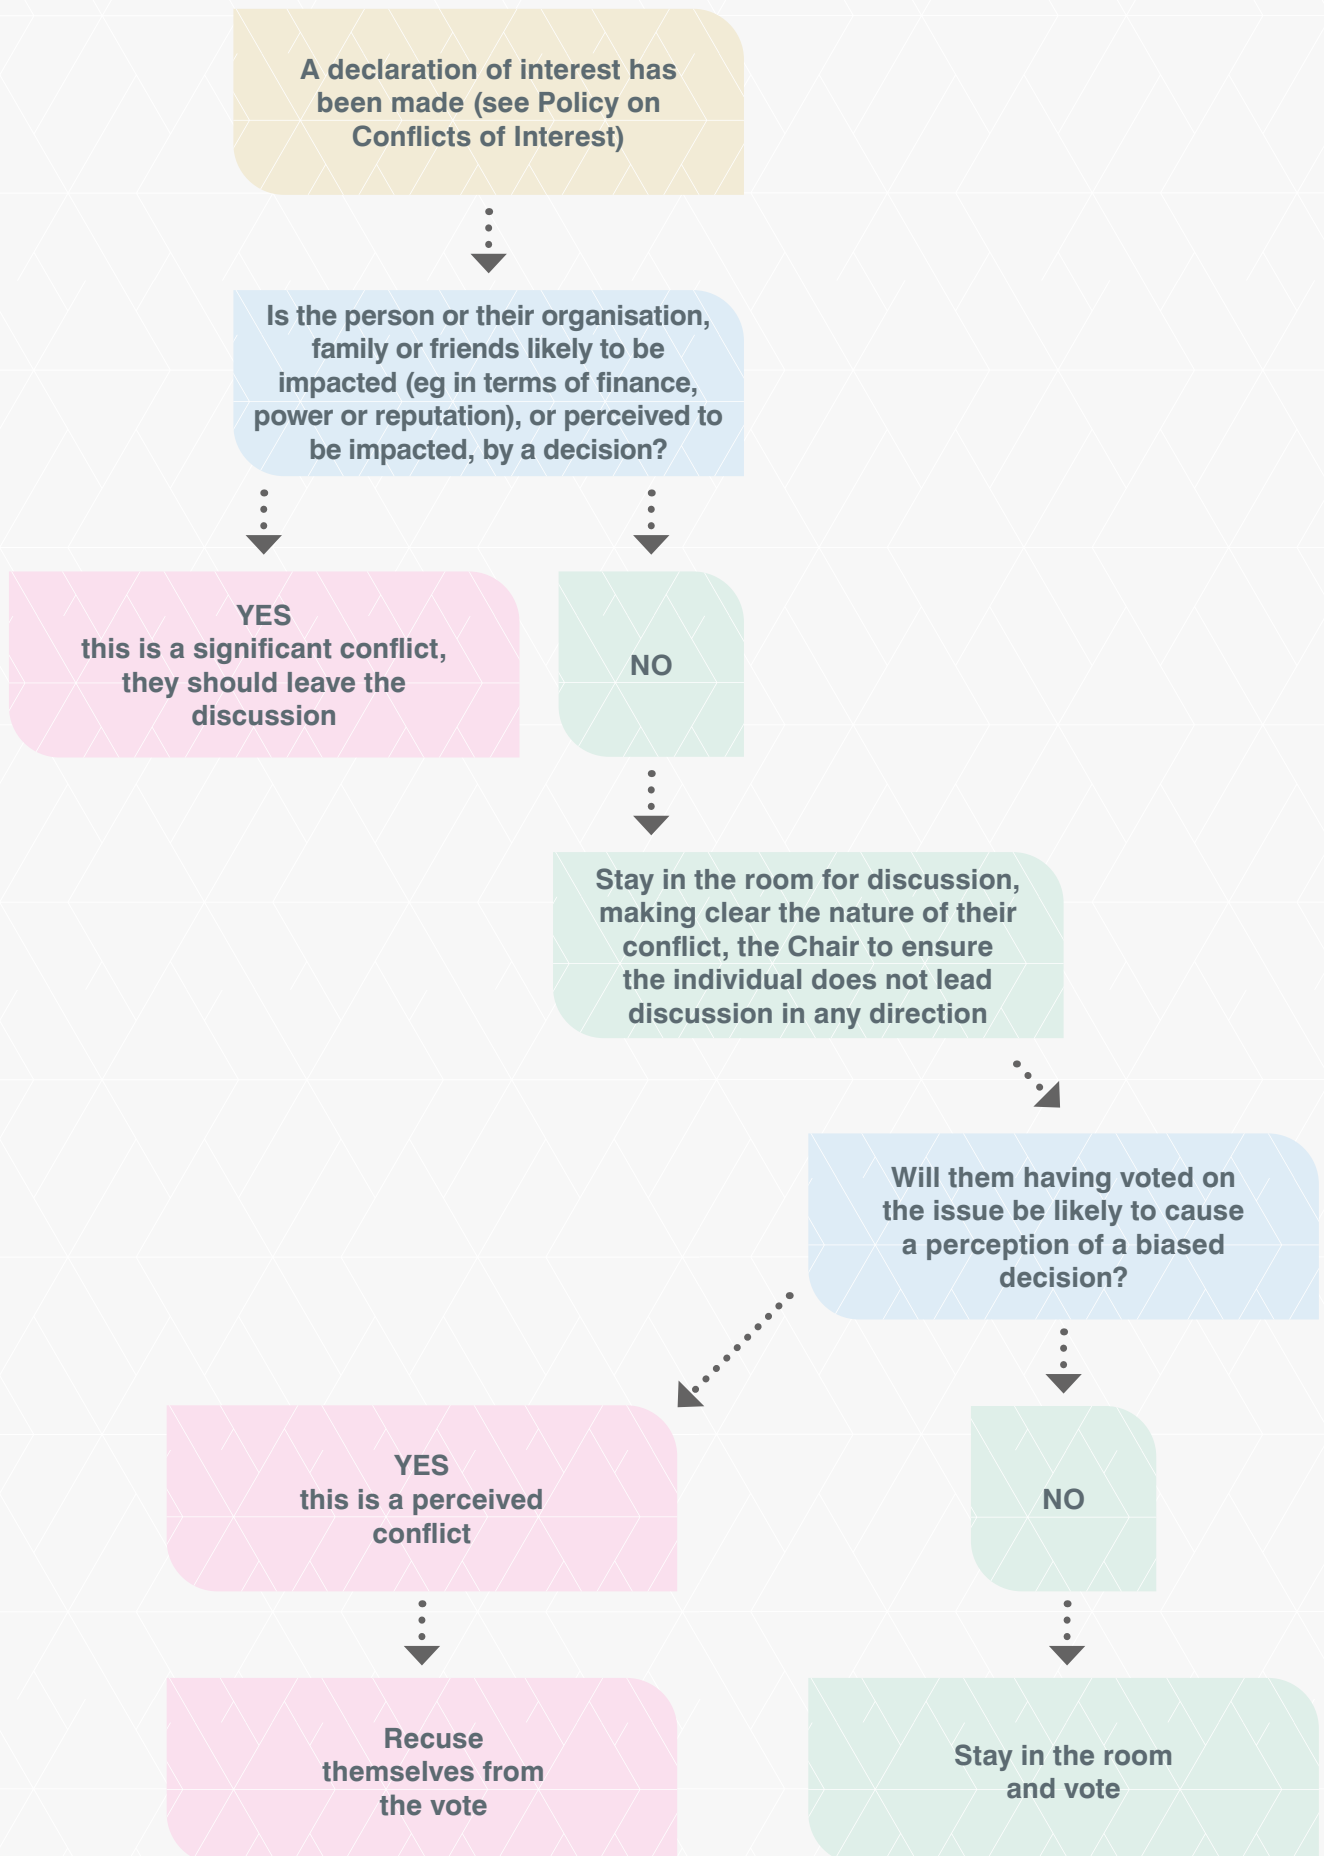 A declaration of interest has
been made (see Policy on
Conflicts of Interest)
Is the person or their organisation,
family or friends likely to be
impacted (eg in terms of finance,
power or reputation), or perceived to
be impacted, by a decision?
YES
this is a significant conflict,
they should leave the
discussion
NO
Stay in the room for discussion,
making clear the nature of their
conflict, the Chair to ensure
the individual does not lead
discussion in any direction
Will them having voted on
the issue be likely to cause
a perception of a biased
decision?
YES
this is a perceived
conflict
NO
Recuse
themselves from
the vote
Stay in the room
and vote